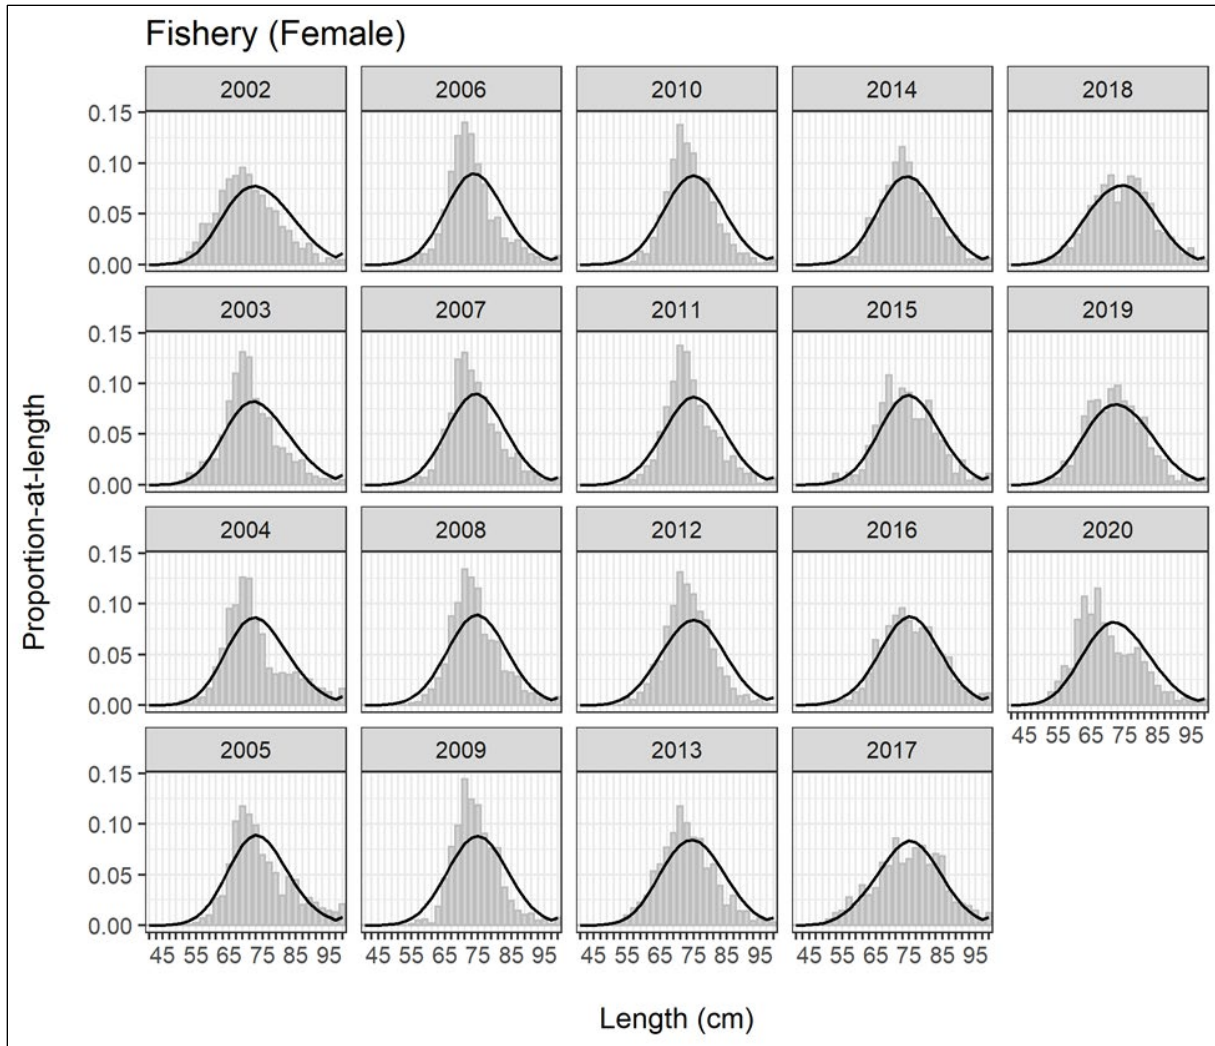 Fishery (Female)
2002 2006 2010 2014 2018
0.15
0.10
0.05
0.00
2003 2007 2011 2015 2019
0.15
0.10
0.05
0.00
2004 2008 2012 2016 2020
0.15
0.10
0.05
0.00
45 55 65 75 85 95
2005 2009 2013 2017
0.15
0.10
0.05
0.00
45 55 65 75 85 95 45 55 65 75 85 95 45 55 65 75 85 95 45 55 65 75 85 95
Proportion-at-length
Length (cm)